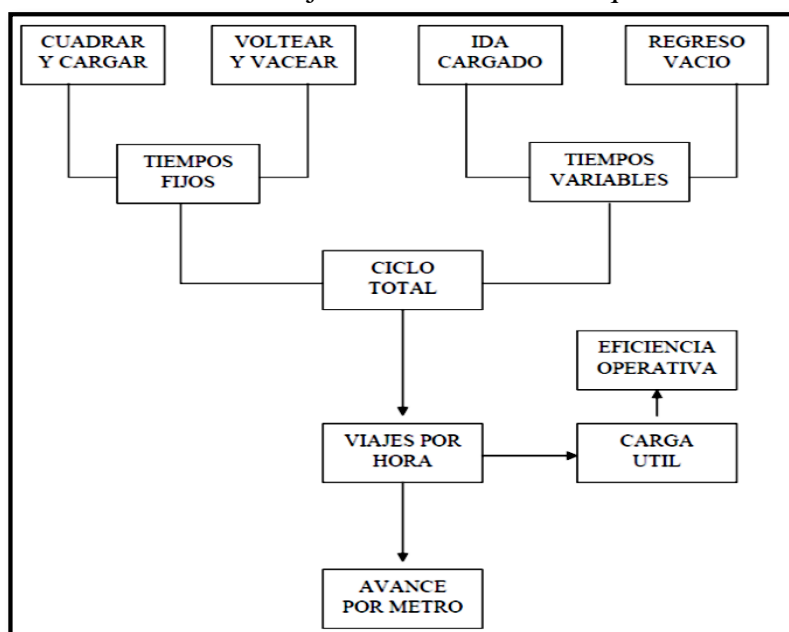 CUADRAR
Y CARGAR
VOLTEAR
Y VACEAR
IDA
CARGADO
REGRESO
VACIO
TIEMPOS
FIJOS
TIEMPOS
VARIABLES
CICLO
TOTAL
EFICIENCIA
OPERATIVA
VIAJES POR
HORA
CARGA
UTIL
AVANCE
POR METRO